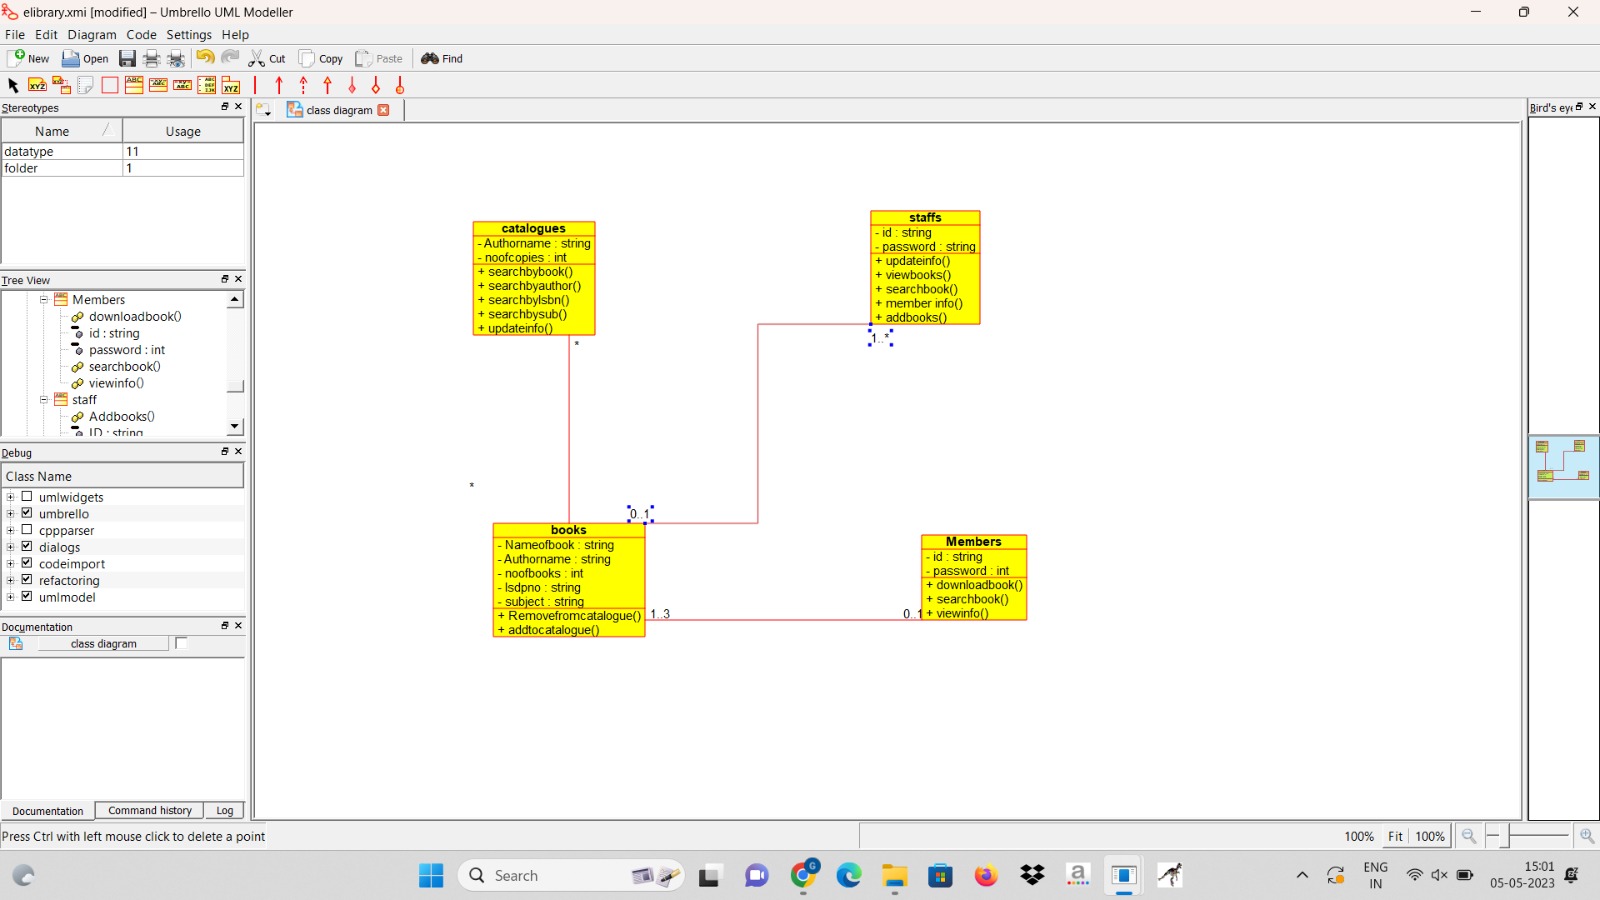 elibrary.xmi [modified] – Umbrello UML Modeller
File Edit Diagram Code Settings Help
New Open Cut Copy Paste Find
Stereotypes
Name Usage
datatype 11
folder 1
Tree View
Members
downloadbook()
id : string
password : int
searchbook()
viewinfo()
staff
Addbooks()
ID : string
Debug
Class Name
umlwidgets
umbrello
cppparser
dialogs
codeimport
refactoring
umlmodel
Documentation
class diagram
Documentation Command history Log
Press Ctrl with left mouse click to delete a point
class diagram
catalogues
- Authorname : string
- noofcopies : int
+ searchbybook()
+ searchbyauthor()
+ searchbylsbn()
+ searchbysub()
+ updateinfo()
*
*
staffs
- id : string
- password : string
+ updateinfo()
+ viewbooks()
+ searchbook()
+ member info()
+ addbooks()
1..*
0..1
books
- Nameofbook : string
- Authorname : string
- noofbooks : int
- lsdpno : string
- subject : string
+ Removefromcatalogue()
+ addtocatalogue()
1..3
0..1
Members
- id : string
- password : int
+ downloadbook()
+ searchbook()
+ viewinfo()
Bird's eye
100% Fit 100%
Search
G
a
ENG
IN
15:01
05-05-2023